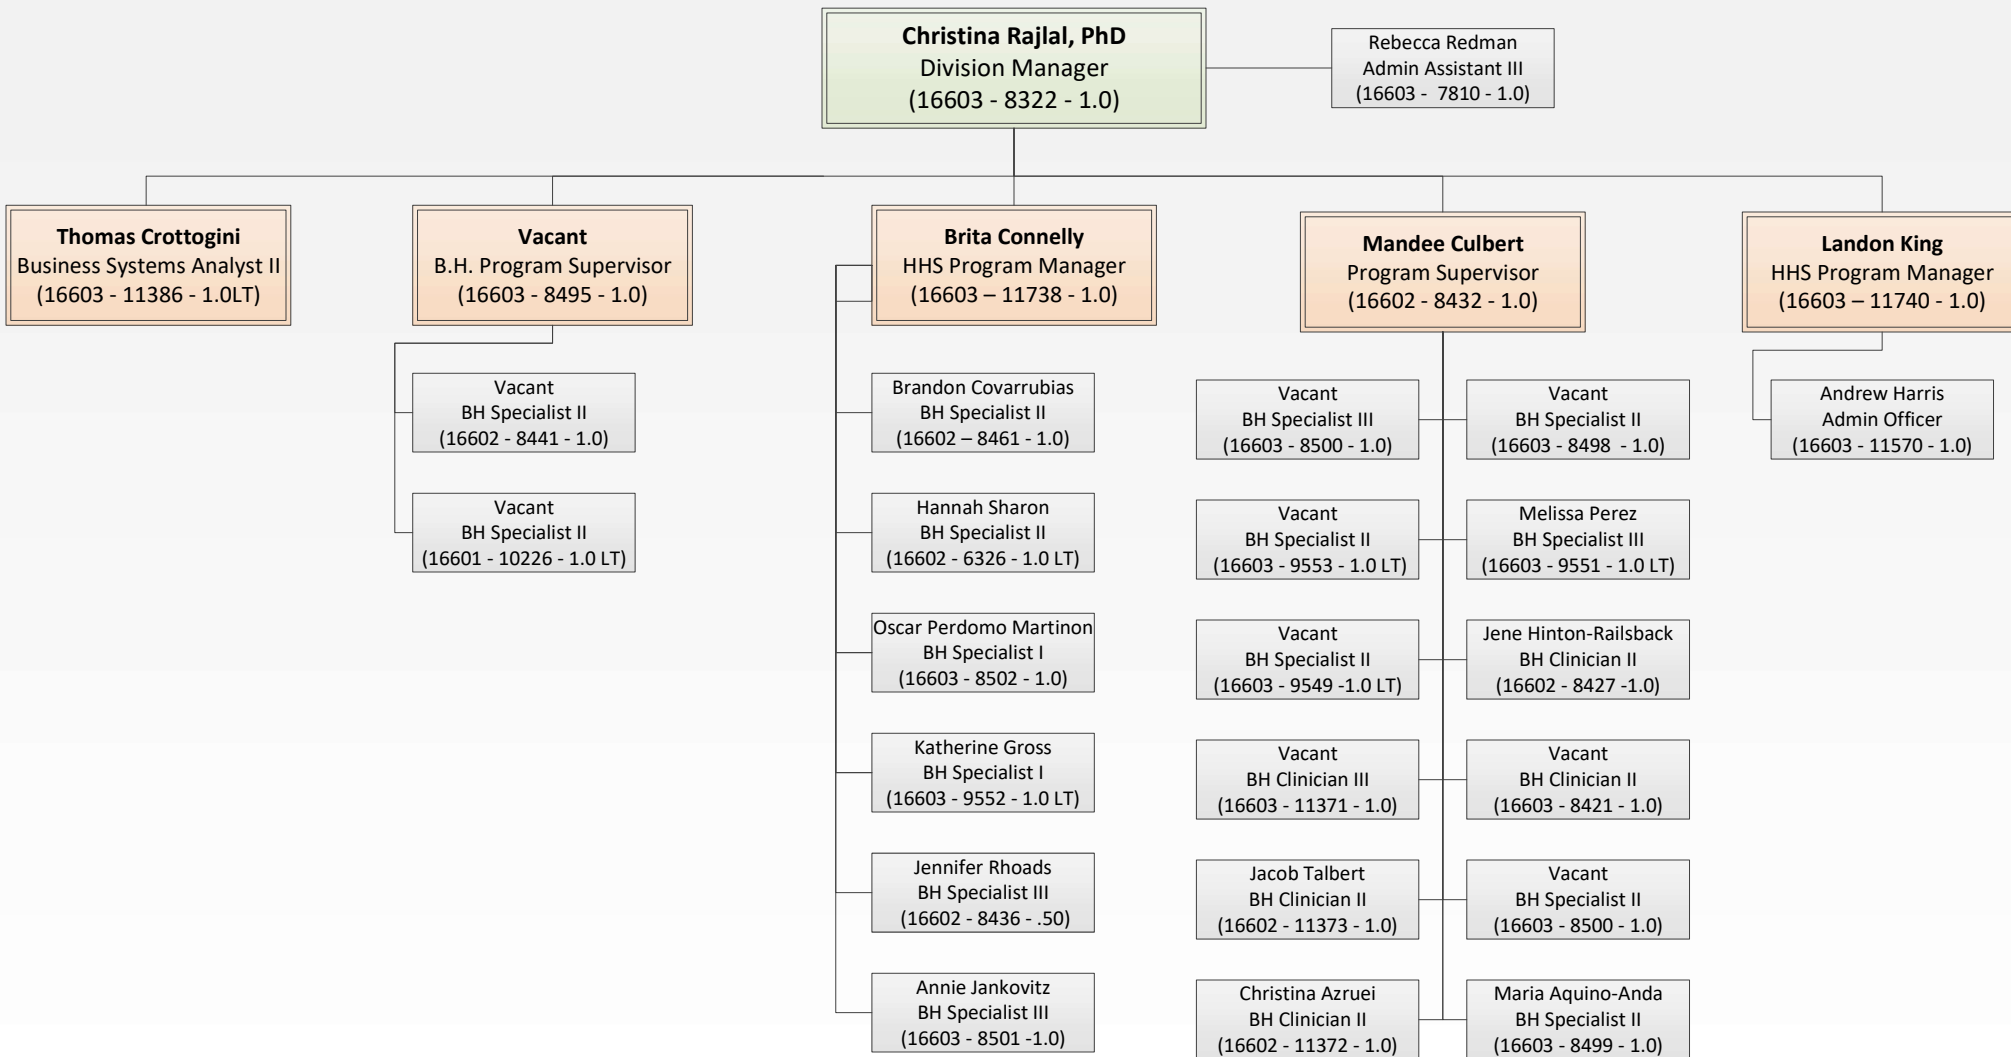 Christina Rajlal, PhD
Division Manager
(16603 - 8322 - 1.0)
Rebecca Redman
Admin Assistant III
(16603 -  7810 - 1.0)
Thomas Crottogini
Business Systems Analyst II
(16603 - 11386 - 1.0LT)
Vacant
B.H. Program Supervisor
(16603 - 8495 - 1.0)
Vacant
BH Specialist II
(16602 - 8441 - 1.0)
Vacant
BH Specialist II
(16601 - 10226 - 1.0 LT)
Brita Connelly
HHS Program Manager
(16603 – 11738 - 1.0)
Brandon Covarrubias
BH Specialist II
(16602 – 8461 - 1.0)
Hannah Sharon
BH Specialist II
(16602 - 6326 - 1.0 LT)
Oscar Perdomo Martinon
BH Specialist I
(16603 - 8502 - 1.0)
Katherine Gross
BH Specialist I
(16603 - 9552 - 1.0 LT)
Jennifer Rhoads
BH Specialist III
(16602 - 8436 - .50)
Annie Jankovitz
BH Specialist III
(16603 - 8501 -1.0)
Mandee Culbert
Program Supervisor
(16602 - 8432 - 1.0)
Vacant
BH Specialist III
(16603 - 8500 - 1.0)
Vacant
BH Specialist II
(16603 - 8498  - 1.0)
Vacant
BH Specialist II
(16603 - 9553 - 1.0 LT)
Melissa Perez
BH Specialist III
(16603 - 9551 - 1.0 LT)
Vacant
BH Specialist II
(16603 - 9549 -1.0 LT)
Jene Hinton-Railsback
BH Clinician II
(16602 - 8427 -1.0)
Vacant
BH Clinician III
(16603 - 11371 - 1.0)
Vacant
BH Clinician II
(16603 - 8421 - 1.0)
Jacob Talbert
BH Clinician II
(16602 - 11373 - 1.0)
Vacant
BH Specialist II
(16603 - 8500 - 1.0)
Christina Azruei
BH Clinician II
(16602 - 11372 - 1.0)
Maria Aquino-Anda
BH Specialist II
(16603 - 8499 - 1.0)
Landon King
HHS Program Manager
(16603 – 11740 - 1.0)
Andrew Harris
Admin Officer
(16603 - 11570 - 1.0)